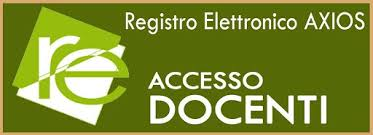 Registro Elettronico AXIOS
re
ACCESSO
DOCENTI